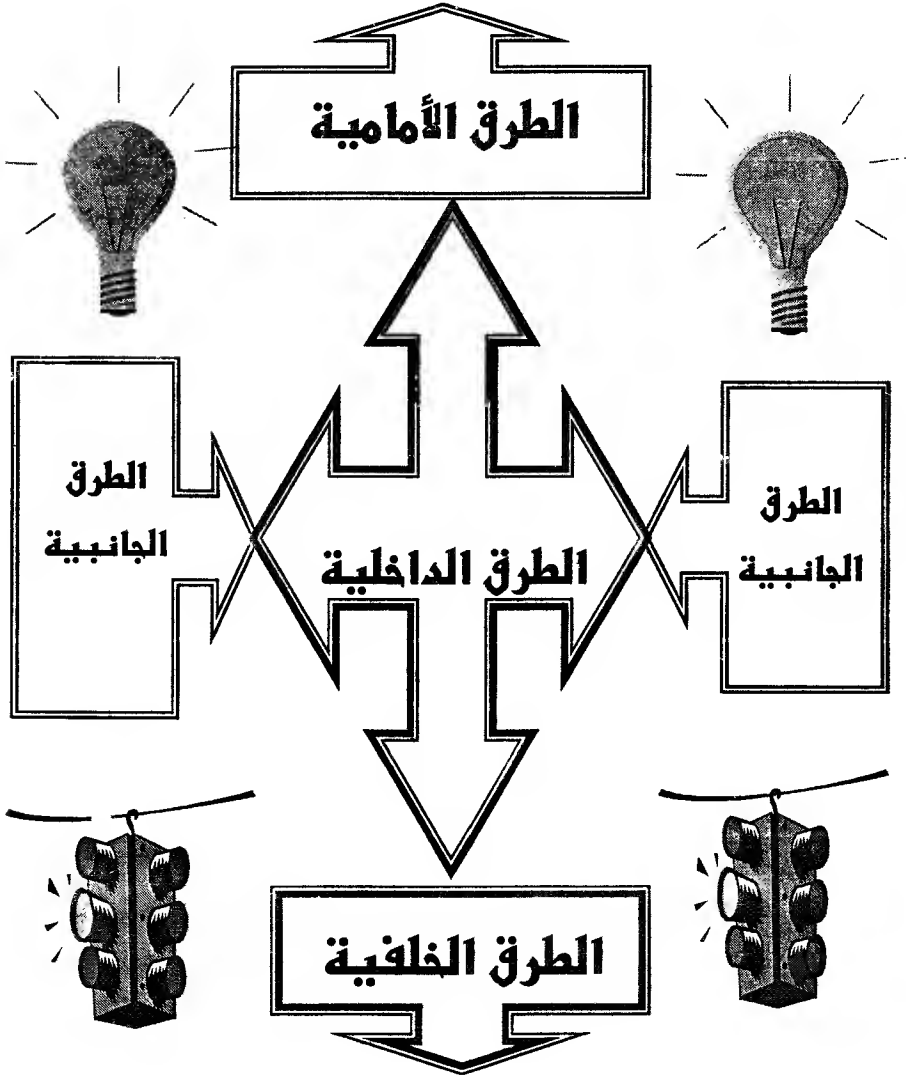 الطرق الأمامية
الطرق
الجانبية
الطرق الداخلية
الطرق
الجانبية
الطرق الخلفية